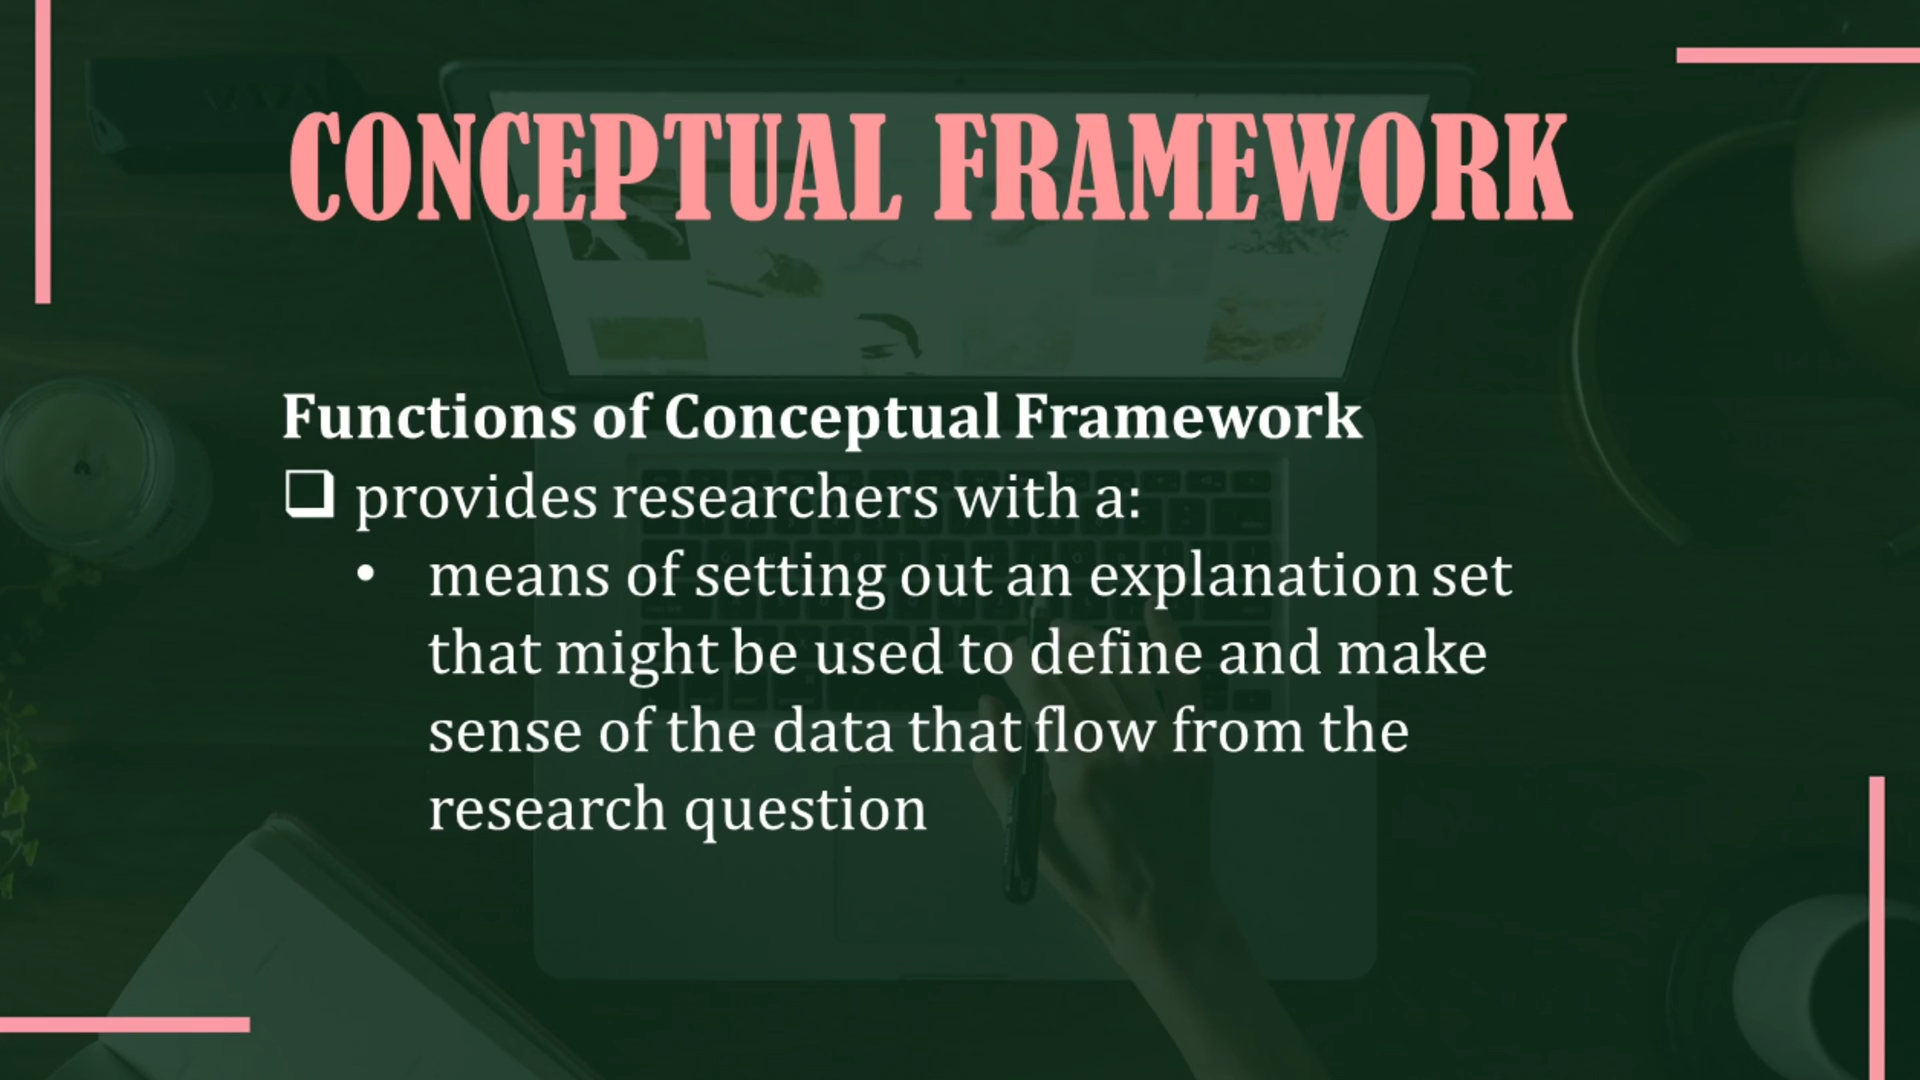 CONCEPTUAL FRAMEWORK
Functions of Conceptual Framework
❑ provides researchers with a:
• means of setting out an explanation set
that might be used to define and make
sense of the data that flow from the
research question